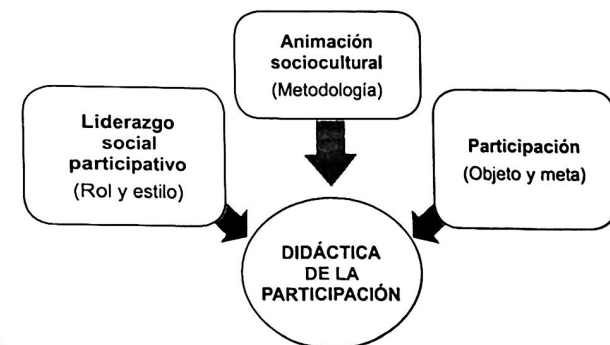 Animación
sociocultural
(Metodología)
Liderazgo
social
participativo
(Rol y estilo)
Participación
(Objeto y meta)
DIDÁCTICA
DE LA
PARTICIPACIÓN